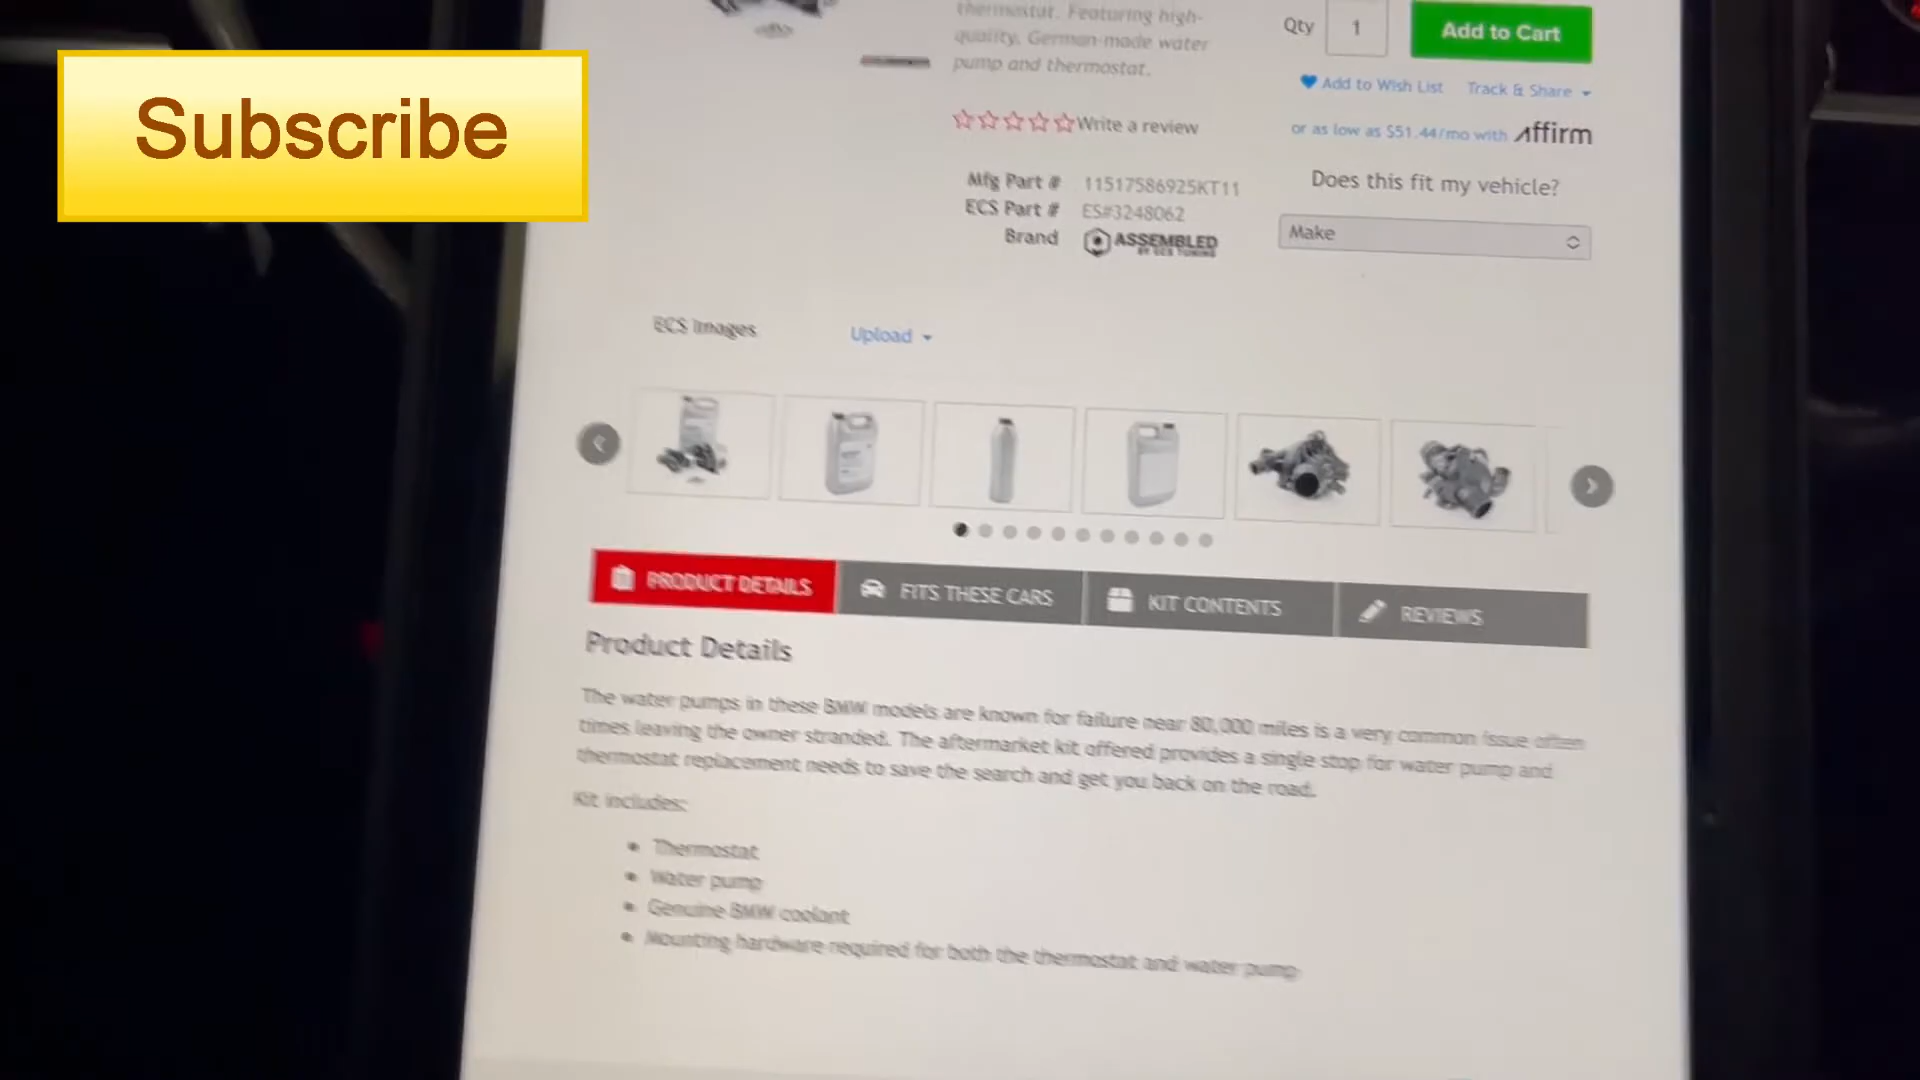 Subscribe
thermostat. Featuring high-
quality, German-made water
pump and thermostat.
Qty 1 Add to Cart
Add to Wish List Track & Share
or as low as $51.44/mo with Affirm
Write a review
Mfg Part # 11517586925KT11
ECS Part # ES#3248062
Brand ASSEMBLED
BY ECS TUNING
Does this fit my vehicle?
Make
ECS Images Upload
PRODUCT DETAILS FITS THESE CARS KIT CONTENTS REVIEWS
Product Details
The water pumps in these BMW models are known for failure near 80,000 miles is a very common issue often
times leaving the owner stranded. The aftermarket kit offered provides a single stop for water pump and
thermostat replacement needs to save the search and get you back on the road.
Kit includes:
Thermostat
Water pump
Genuine BMW coolant
Mounting hardware required for both the thermostat and water pump